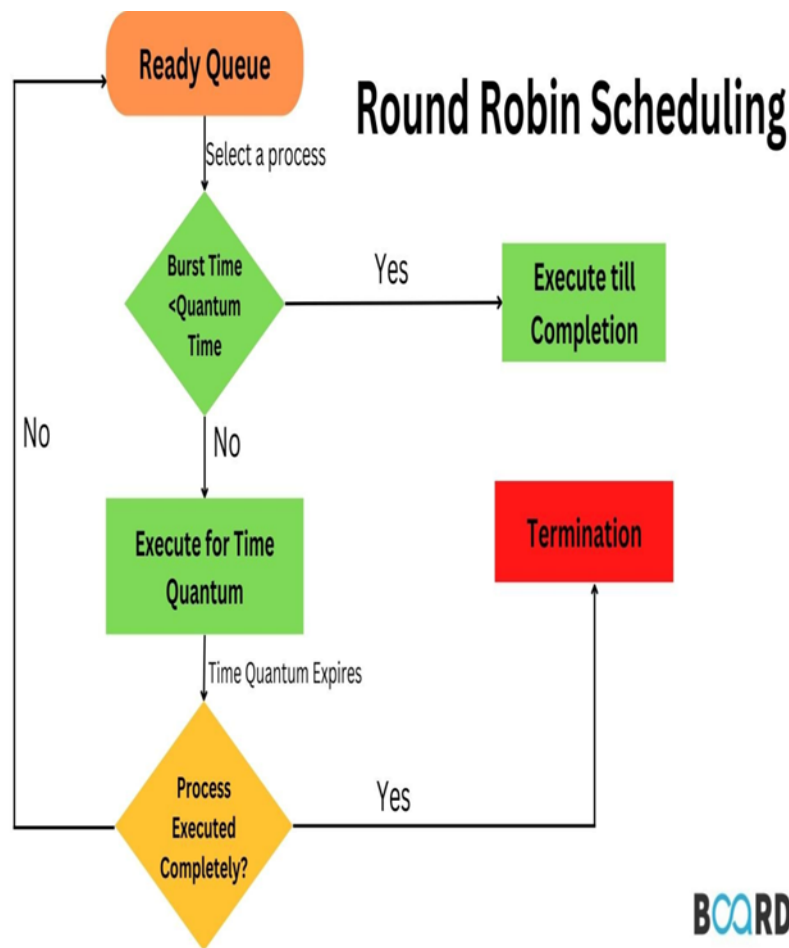 Ready Queue
Round Robin Scheduling
Select a process
Burst Time
<Quantum
Time
Yes
Execute till
Completion
No
No
Execute for Time
Quantum
Termination
Time Quantum Expires
Process
Executed
Completely?
Yes
BOARD